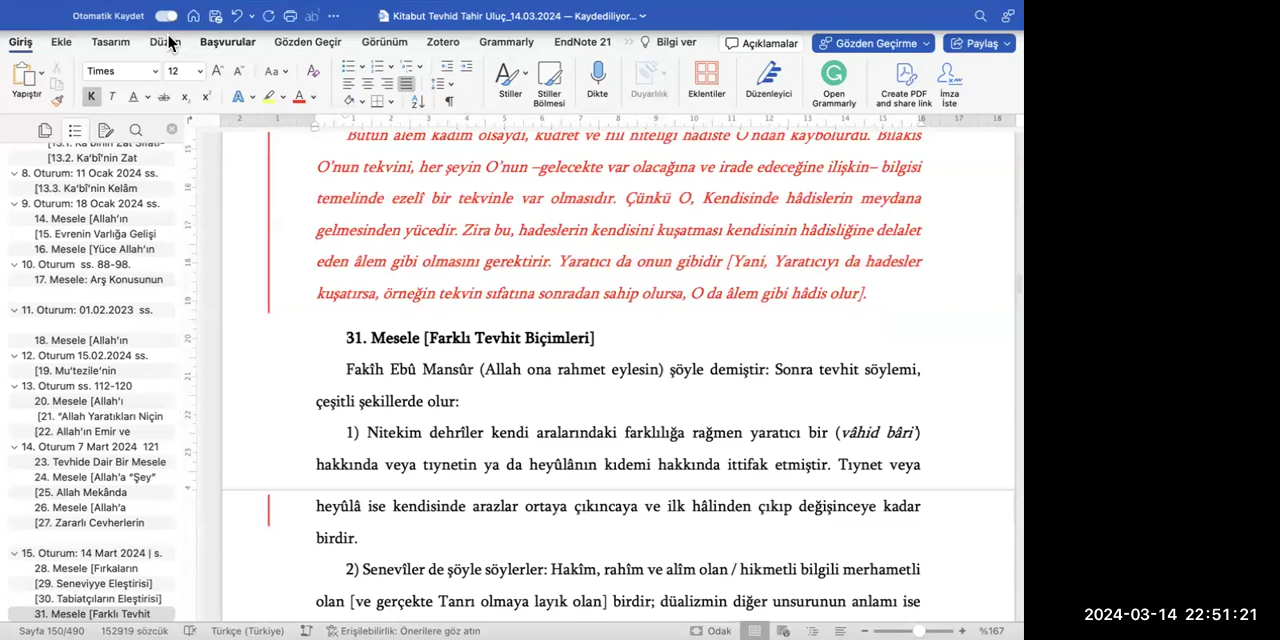 Otomatik Kaydet
Kitabut Tevhid Tahir Uluç_14.03.2024 — Kaydediliyor...
Giriş Ekle Tasarım Başvurular Gözden Geçir Görünüm Zotero Grammarly EndNote 21 Bilgi ver Açıklamalar Gözden Geçirme Paylaş
Yapıştır
Times 12
Stiller
Stiller Bölmesi
Dikte
Duyarlılık
Eklentiler
Düzenleyici
Open Grammarly
Create PDF and share link
İmza İste
[13.2. Ka‘bî’nin Zat
8. Oturum: 11 Ocak 2024 ss.
[13.3. Ka‘bî’nin Kelâm
9. Oturum: 18 Ocak 2024 ss.
14. Mesele [Allah’ın
[15. Evrenin Varlığa Gelişi
16. Mesele [Yüce Allah’ın
10. Oturum ss. 88-98.
17. Mesele: Arş Konusunun
11. Oturum: 01.02.2023 ss.
18. Mesele [Allah’ın
12. Oturum 15.02.2024 ss.
[19. Mu‘tezile’nin
13. Oturum ss. 112-120
20. Mesele [Allah’ı
[21. “Allah Yaratıkları Niçin
[22. Allah’ın Emir ve
14. Oturum 7 Mart 2024 121
23. Tevhide Dair Bir Mesele
24. Mesele [Allah’a “Şey”
[25. Allah Mekânda
26. Mesele [Allah’a
[27. Zararlı Cevherlerin
15. Oturum: 14 Mart 2024 | s.
28. Mesele [Fırkaların
[29. Seneviyye Eleştirisi]
[30. Tabiatçıların Eleştirisi]
31. Mesele [Farklı Tevhit
Bütün âlem kadîm olsaydı, kudret ve fiil niteliği hâdiste O’ndan kaybolurdu. Bilakis
O’nun tekvini, her şeyin O’nun –gelecekte var olacağına ve irade edeceğine ilişkin– bilgisi
temelinde ezelî bir tekvinle var olmasıdır. Çünkü O, Kendisinde hâdislerin meydana
gelmesinden yücedir. Zira bu, hadeslerin kendisini kuşatması kendisinin hâdisliğine delalet
eden âlem gibi olmasını gerektirir. Yaratıcı da onun gibidir [Yani, Yaratıcıyı da hadesler
kuşatırsa, örneğin tekvin sıfatına sonradan sahip olursa, O da âlem gibi hâdis olur].
31. Mesele [Farklı Tevhit Biçimleri]
Fakîh Ebû Mansûr (Allah ona rahmet eylesin) şöyle demiştir: Sonra tevhit söylemi,
çeşitli şekillerde olur:
1) Nitekim dehrîler kendi aralarındaki farklılığa rağmen yaratıcı bir (vâhid bâri’)
hakkında veya tıynetin ya da heyûlânın kıdemi hakkında ittifak etmiştir. Tıynet veya
heyûlâ ise kendisinde arazlar ortaya çıkıncaya ve ilk hâlinden çıkıp değişinceye kadar
birdir.
2) Senevîler de şöyle söylerler: Hakîm, rahîm ve alîm olan / hikmetli bilgili merhametli
olan [ve gerçekte Tanrı olmaya layık olan] birdir; düalizmin diğer unsurunun anlamı ise
Sayfa 150/490 152919 sözcük Türkçe (Türkiye) Erişilebilirlik: Önerilere göz atın Odak %167
2024-03-14 22:51:21